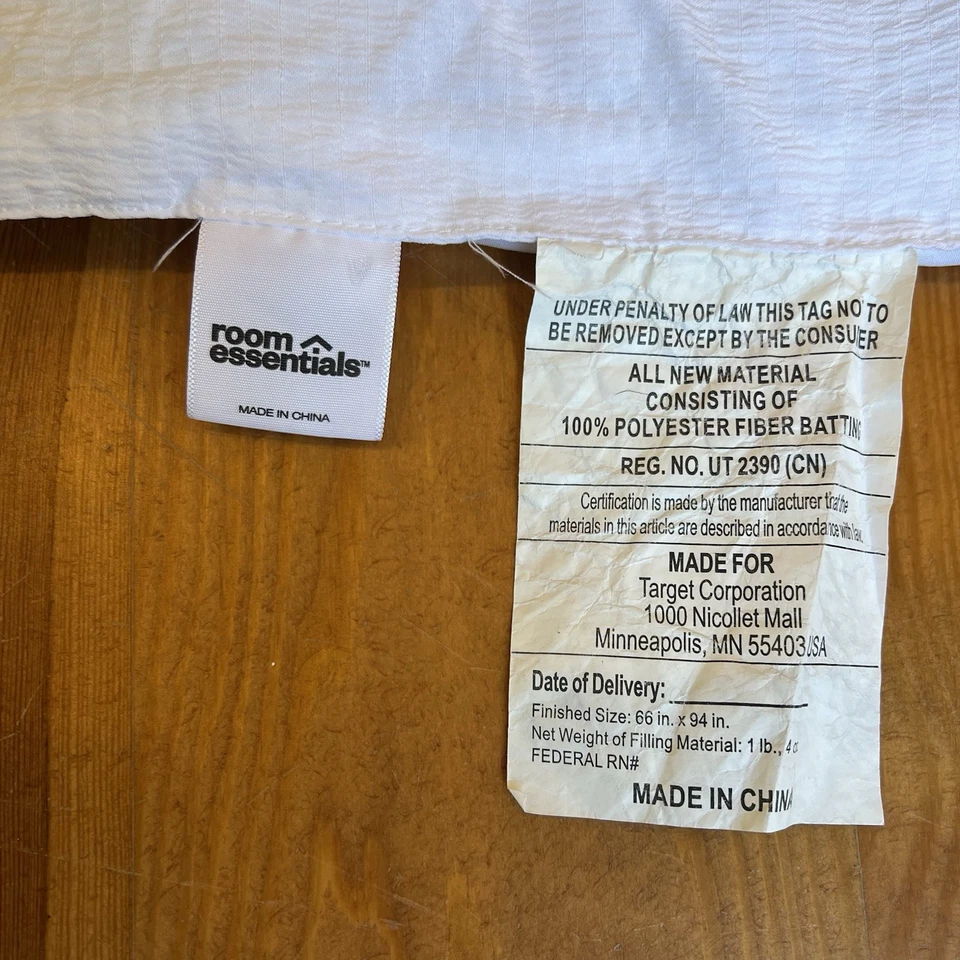 room
essentials™
MADE IN CHINA
UNDER PENALTY OF LAW THIS TAG NOT TO
BE REMOVED EXCEPT BY THE CONSUMER
ALL NEW MATERIAL
CONSISTING OF
100% POLYESTER FIBER BATTING
REG. NO. UT 2390 (CN)
Certification is made by the manufacturer that the
materials in this article are described in accordance with law.
MADE FOR
Target Corporation
1000 Nicollet Mall
Minneapolis, MN 55403 USA
Date of Delivery:
Finished Size: 66 in. x 94 in.
Net Weight of Filling Material: 1 lb., 4 oz
FEDERAL RN#
MADE IN CHINA